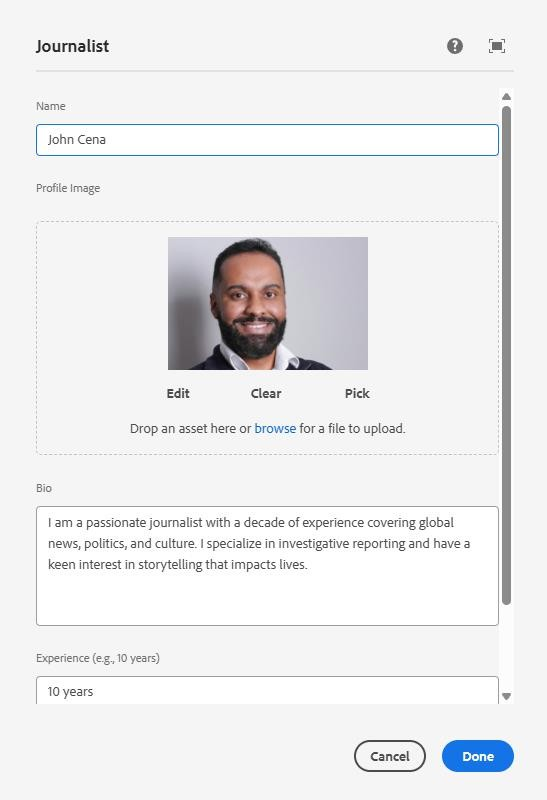 Journalist
Name
John Cena
Profile Image
Edit Clear Pick
Drop an asset here or browse for a file to upload.
Bio
I am a passionate journalist with a decade of experience covering global
news, politics, and culture. I specialize in investigative reporting and have a
keen interest in storytelling that impacts lives.
Experience (e.g., 10 years)
10 years
Cancel Done